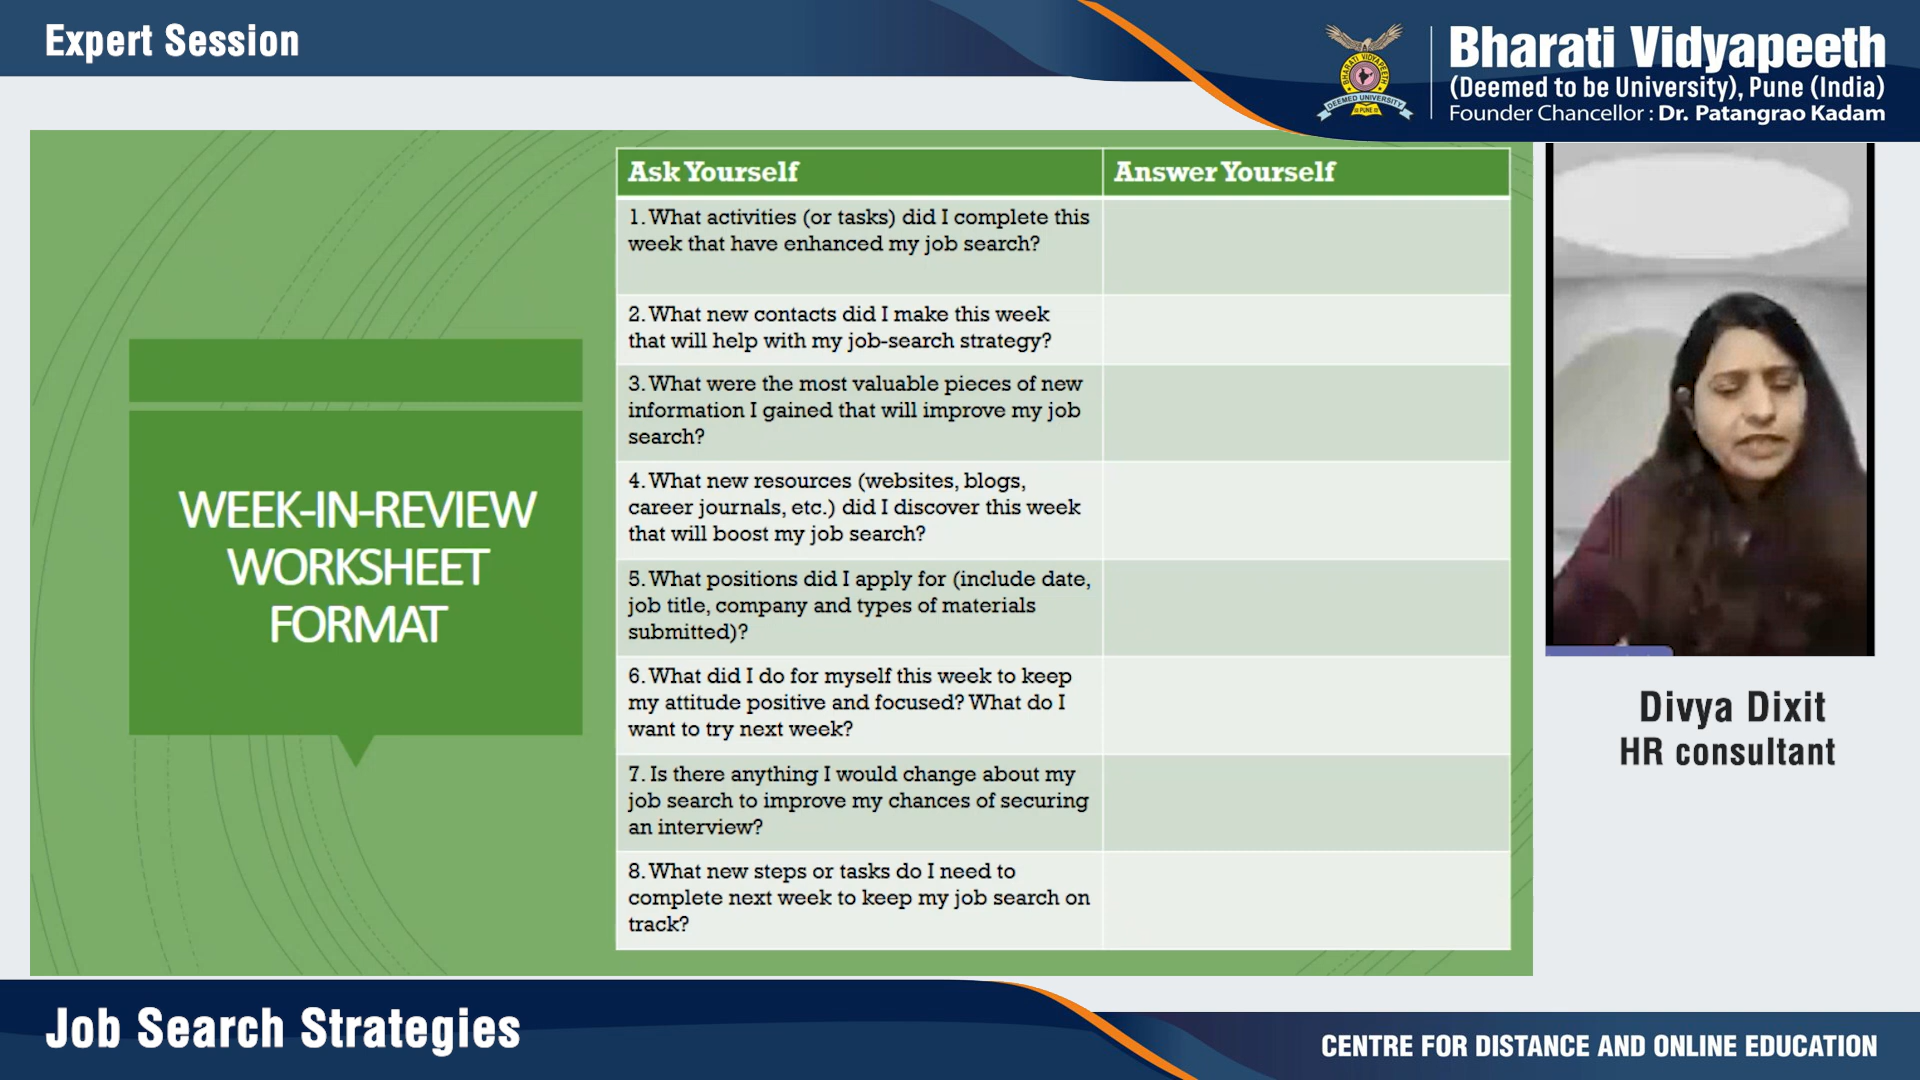 Expert Session
Bharati Vidyapeeth
(Deemed to be University), Pune (India)
Founder Chancellor : Dr. Patangrao Kadam
BHARATI VIDYAPEETH
DEEMED UNIVERSITY
WEEK-IN-REVIEW
WORKSHEET
FORMAT
Ask Yourself
Answer Yourself
1. What activities (or tasks) did I complete this
week that have enhanced my job search?
2. What new contacts did I make this week
that will help with my job-search strategy?
3. What were the most valuable pieces of new
information I gained that will improve my job
search?
4. What new resources (websites, blogs,
career journals, etc.) did I discover this week
that will boost my job search?
5. What positions did I apply for (include date,
job title, company and types of materials
submitted)?
6. What did I do for myself this week to keep
my attitude positive and focused? What do I
want to try next week?
7. Is there anything I would change about my
job search to improve my chances of securing
an interview?
8. What new steps or tasks do I need to
complete next week to keep my job search on
track?
Divya Dixit
HR consultant
Job Search Strategies
CENTRE FOR DISTANCE AND ONLINE EDUCATION